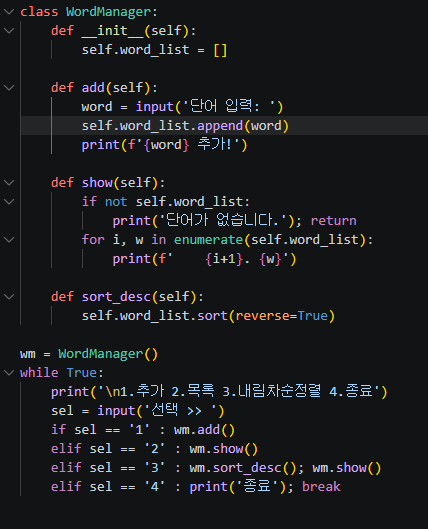 class WordManager:
    def __init__(self):
        self.word_list = []

    def add(self):
        word = input('단어 입력: ')
        self.word_list.append(word)
        print(f'{word} 추가!')

    def show(self):
        if not self.word_list:
            print('단어가 없습니다.'); return
        for i, w in enumerate(self.word_list):
            print(f'    {i+1}. {w}')

    def sort_desc(self):
        self.word_list.sort(reverse=True)

wm = WordManager()
while True:
    print('\n1.추가 2.목록 3.내림차순정렬 4.종료')
    sel = input('선택 >> ')
    if sel == '1' : wm.add()
    elif sel == '2' : wm.show()
    elif sel == '3' : wm.sort_desc(); wm.show()
    elif sel == '4' : print('종료'); break